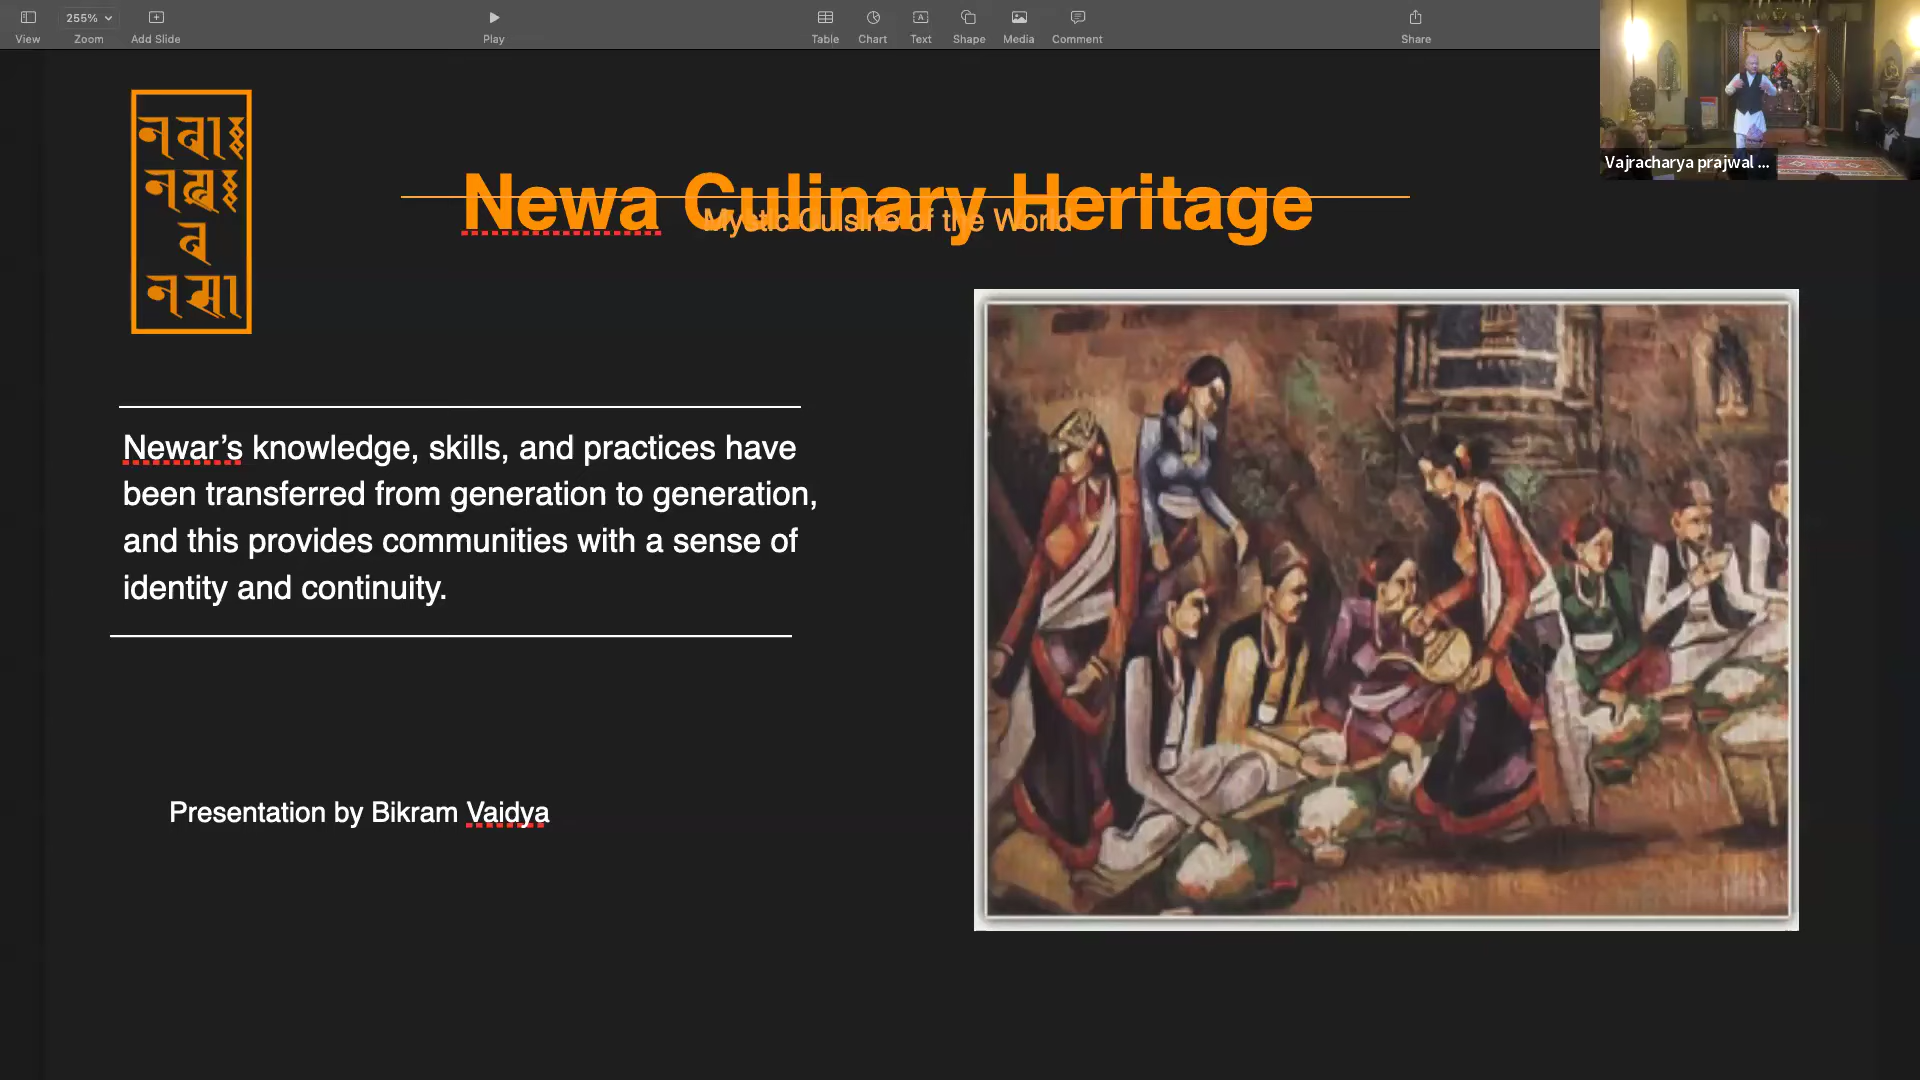 View
255%
Zoom
Add Slide
Play
Table
Chart
Text
Shape
Media
Comment
Share
Vajracharya prajwal ...
Newa Culinary Heritage
Mystic Cuisine of the World
Newar’s knowledge, skills, and practices have
been transferred from generation to generation,
and this provides communities with a sense of
identity and continuity.
Presentation by Bikram Vaidya